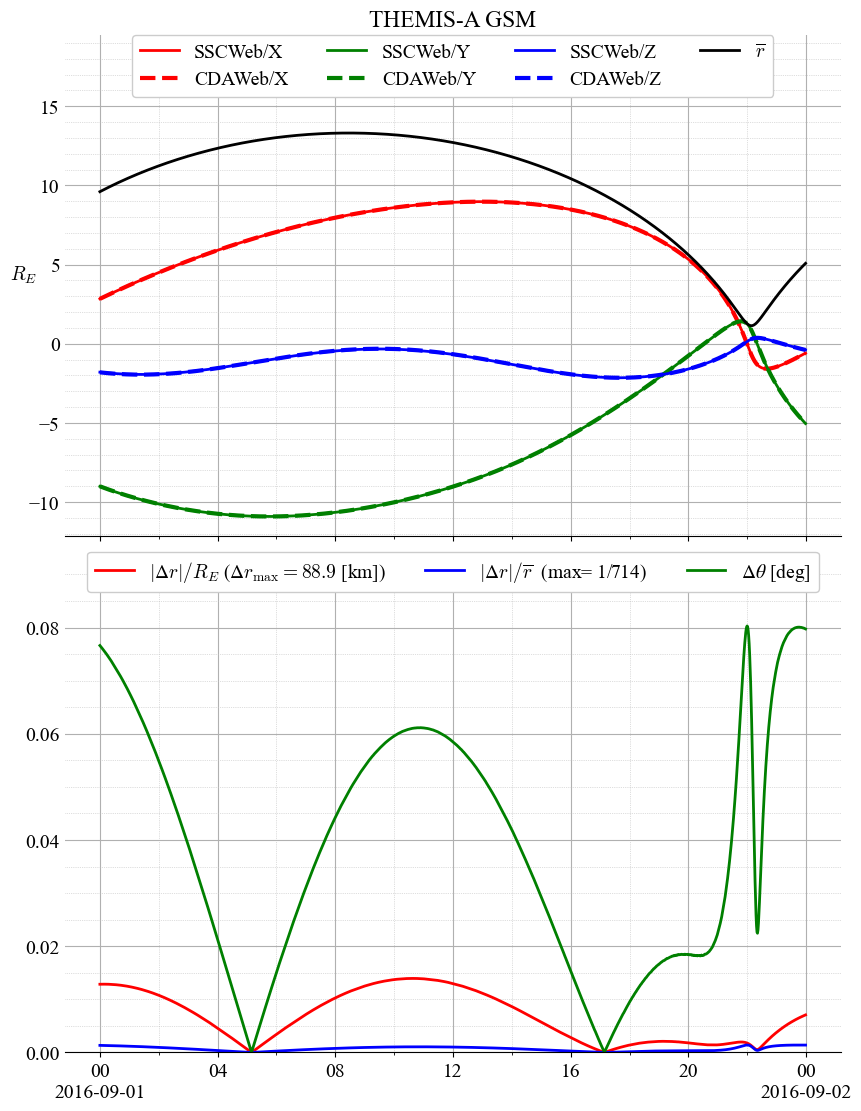 THEMIS-A GSM
SSCWeb/X SSCWeb/Y SSCWeb/Z r̅
CDAWeb/X CDAWeb/Y CDAWeb/Z
15
10
5
R_E
0
−5
−10
|Δr|/R_E (Δr_max = 88.9 [km]) |Δr|/r̅ (max= 1/714) Δθ [deg]
0.08
0.06
0.04
0.02
0.00
00 04 08 12 16 20 00
2016-09-01 2016-09-02